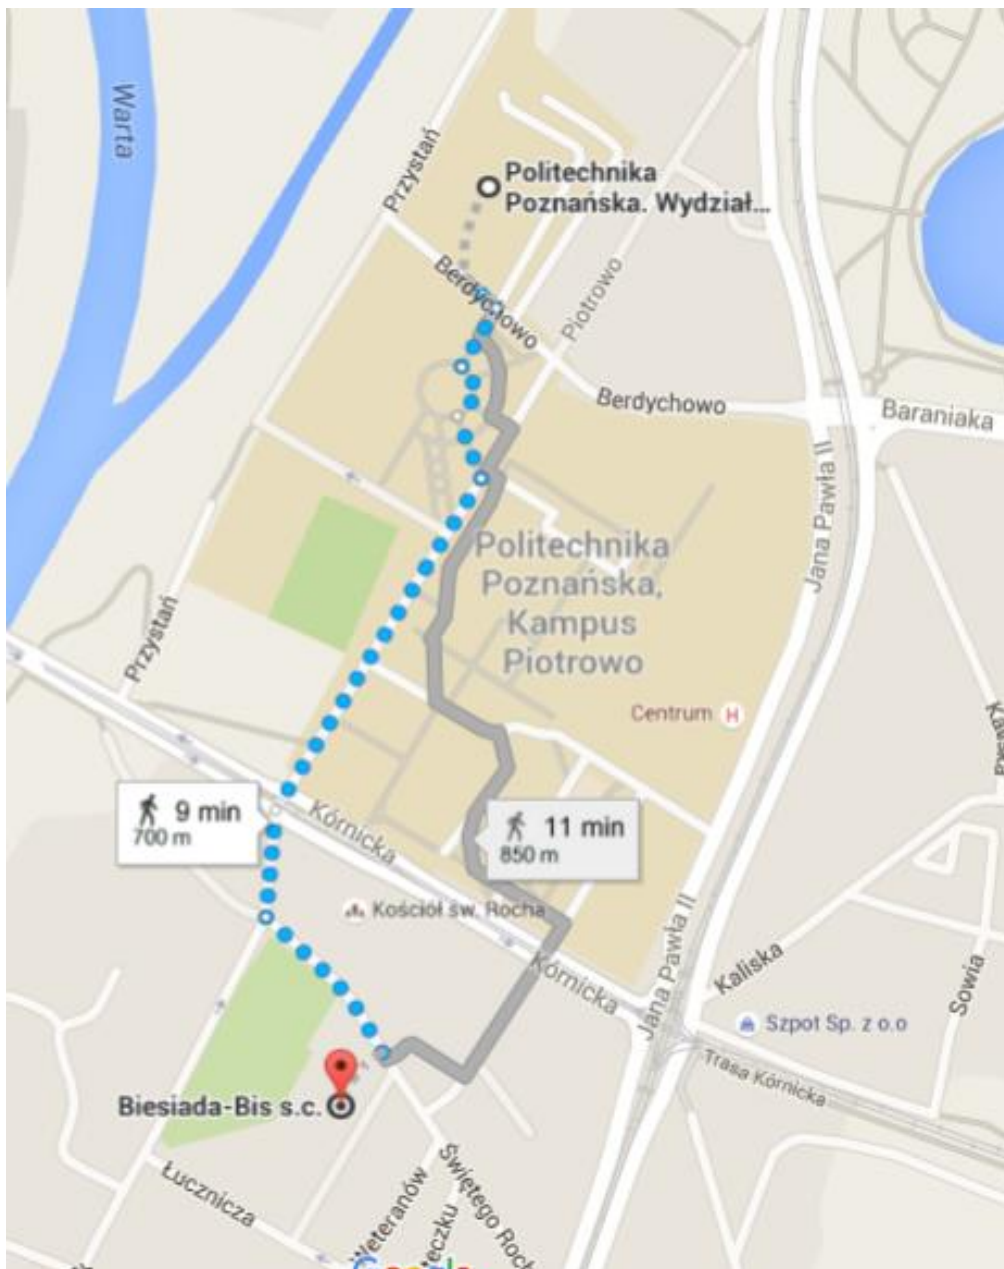 Warta
Przystań
Politechnika
Poznańska. Wydział...
Berdychowo
Piotrowo
Berdychowo
Baraniaka
Jana Pawła II
Politechnika
Poznańska,
Kampus
Piotrowo
Przystań
Centrum H
9 min
700 m
Kórnicka
11 min
850 m
Kościół św. Rocha
Kórnicka
Jana Pawła II
Kaliska
Sowia
Szpot Sp. z o.o
Trasa Kórnicka
Biesiada-Bis s.c.
Łucznicza
Weteranów
Świętego Roch